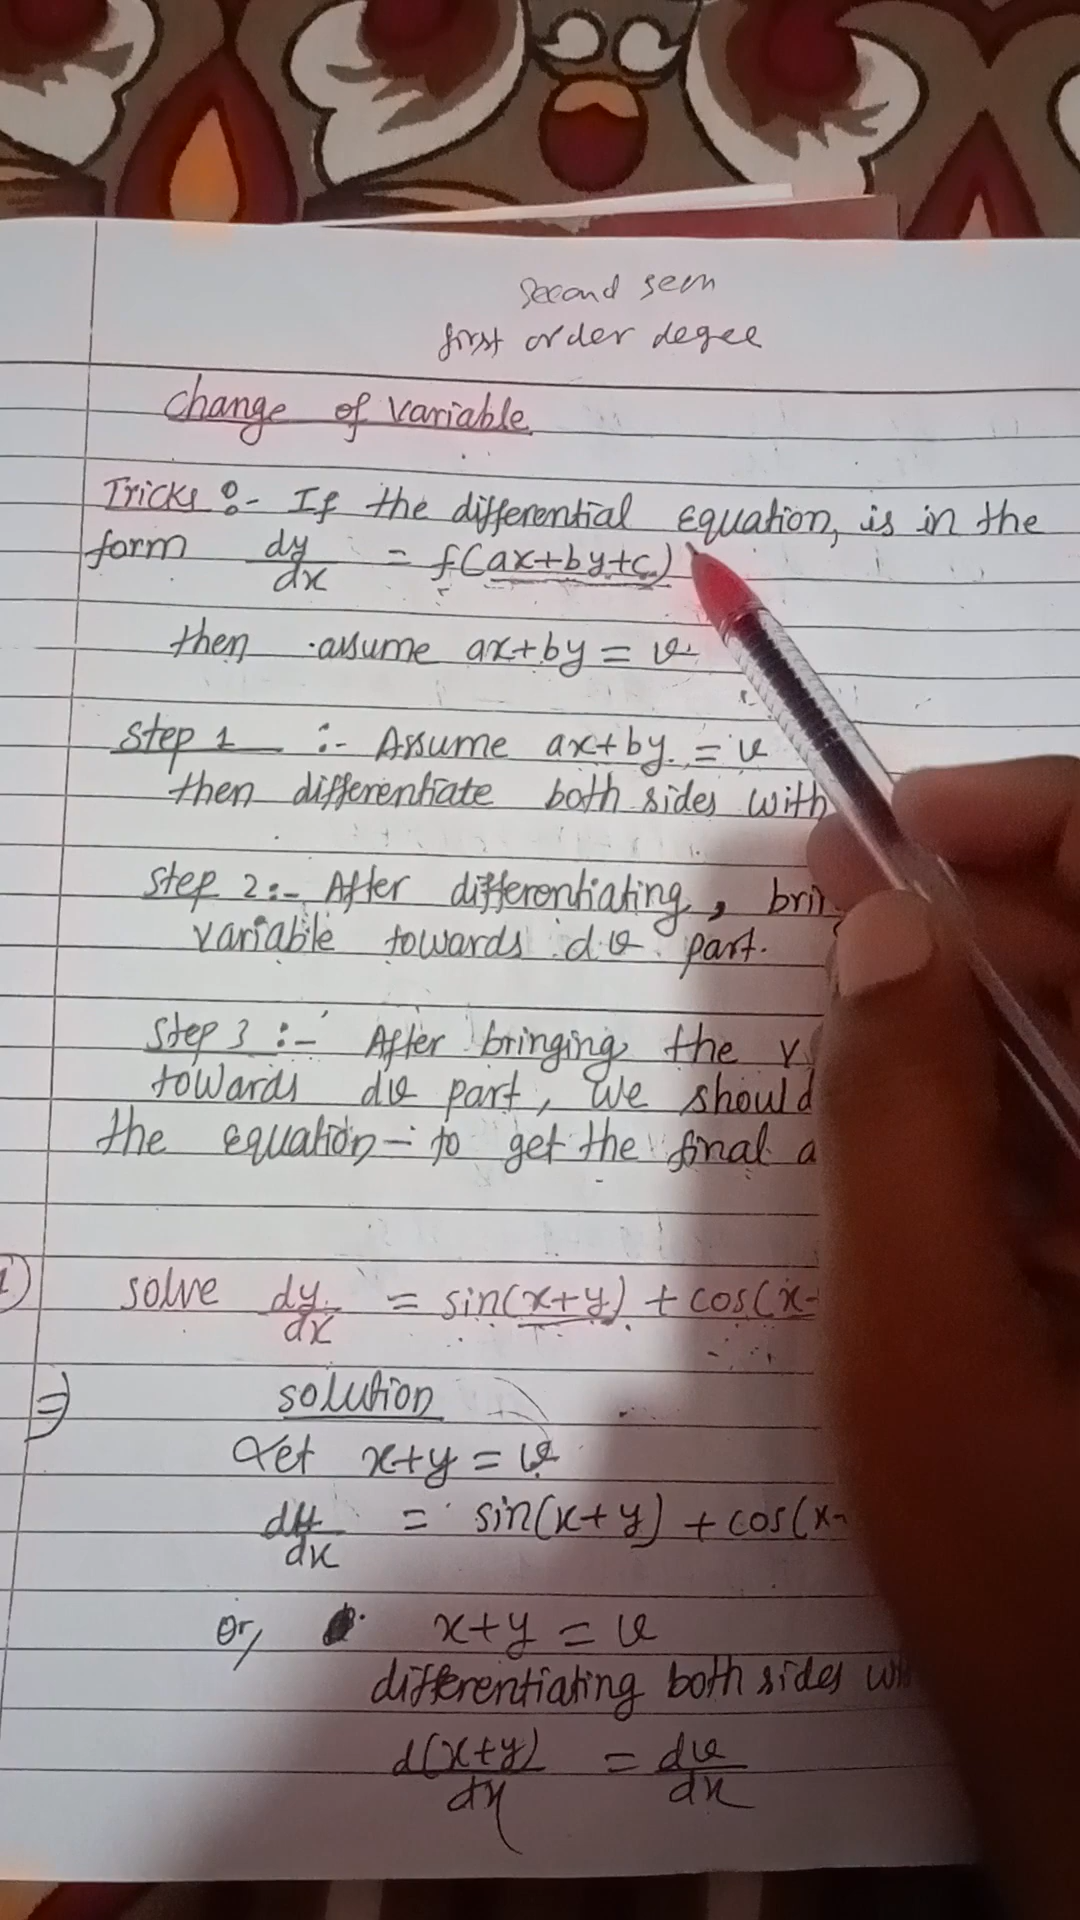 Second sem
first order degee
change of variable
Tricks :- If the differential Equation, is in the
form dy/dx = f(ax+by+c)
then assume ax+by = v
Step 1 :- Assume ax+by = v
then differentiate both sides with
Step 2:- After differentiating, 
variable towards dv part.
Step 3 :- After bringing the
towards dv part, we should
the equation to get the final
1)
solve dy/dx = sin(x+y) + cos(x
⇒ solution
Let x+y = v
dy/dx = sin(x+y) + cos(x
or, x+y = v
differentiating both sides
d(x+y)/dx = dv/dx